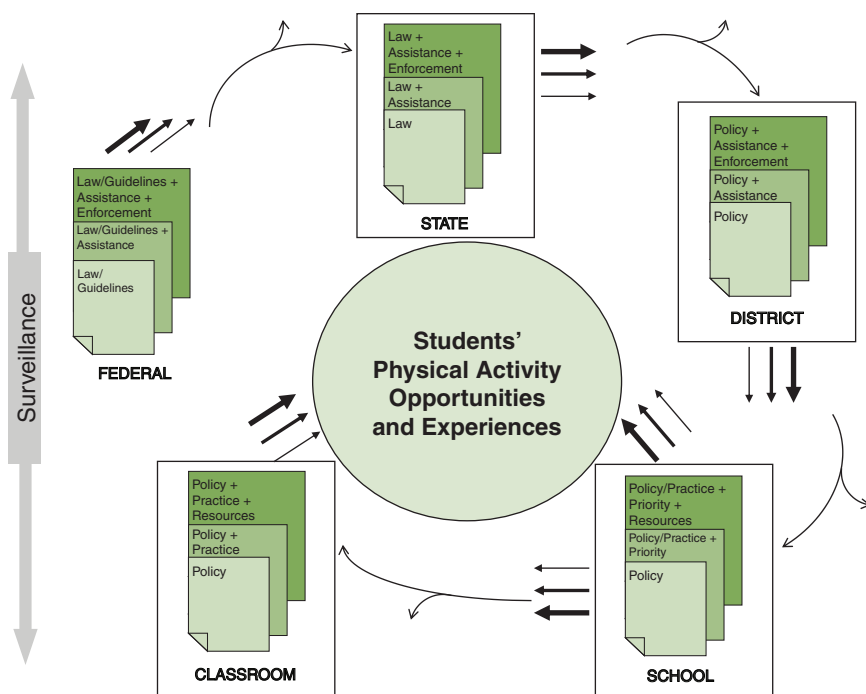 Law +
Assistance +
Enforcement
Law +
Assistance
Law
STATE
Policy +
Assistance +
Enforcement
Policy +
Assistance
Policy
DISTRICT
Law/Guidelines +
Assistance +
Enforcement
Law/Guidelines +
Assistance
Law/
Guidelines
FEDERAL
Surveillance
Students’
Physical Activity
Opportunities
and Experiences
Policy +
Practice +
Resources
Policy +
Practice
Policy
CLASSROOM
Policy/Practice +
Priority +
Resources
Policy/Practice +
Priority
Policy
SCHOOL